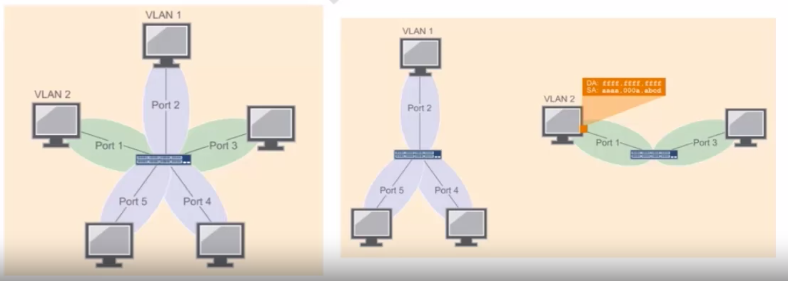 VLAN 1
VLAN 2
Port 2
Port 1
Port 3
Port 5
Port 4
VLAN 1
Port 2
Port 5
Port 4
DA: ffff.ffff.ffff
SA: aaaa.000a.abcd
VLAN 2
Port 1
Port 3